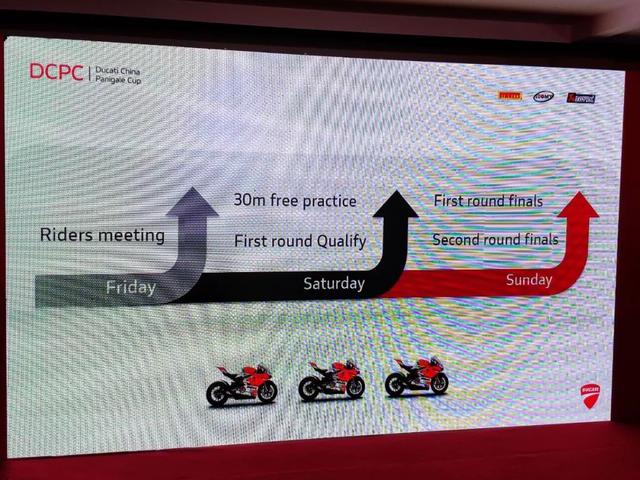 DCPC
Ducati China
Panigale Cup
PIRELLI
Riders meeting
30m free practice
First round Qualify
First round finals
Second round finals
Friday
Saturday
Sunday
DUCATI